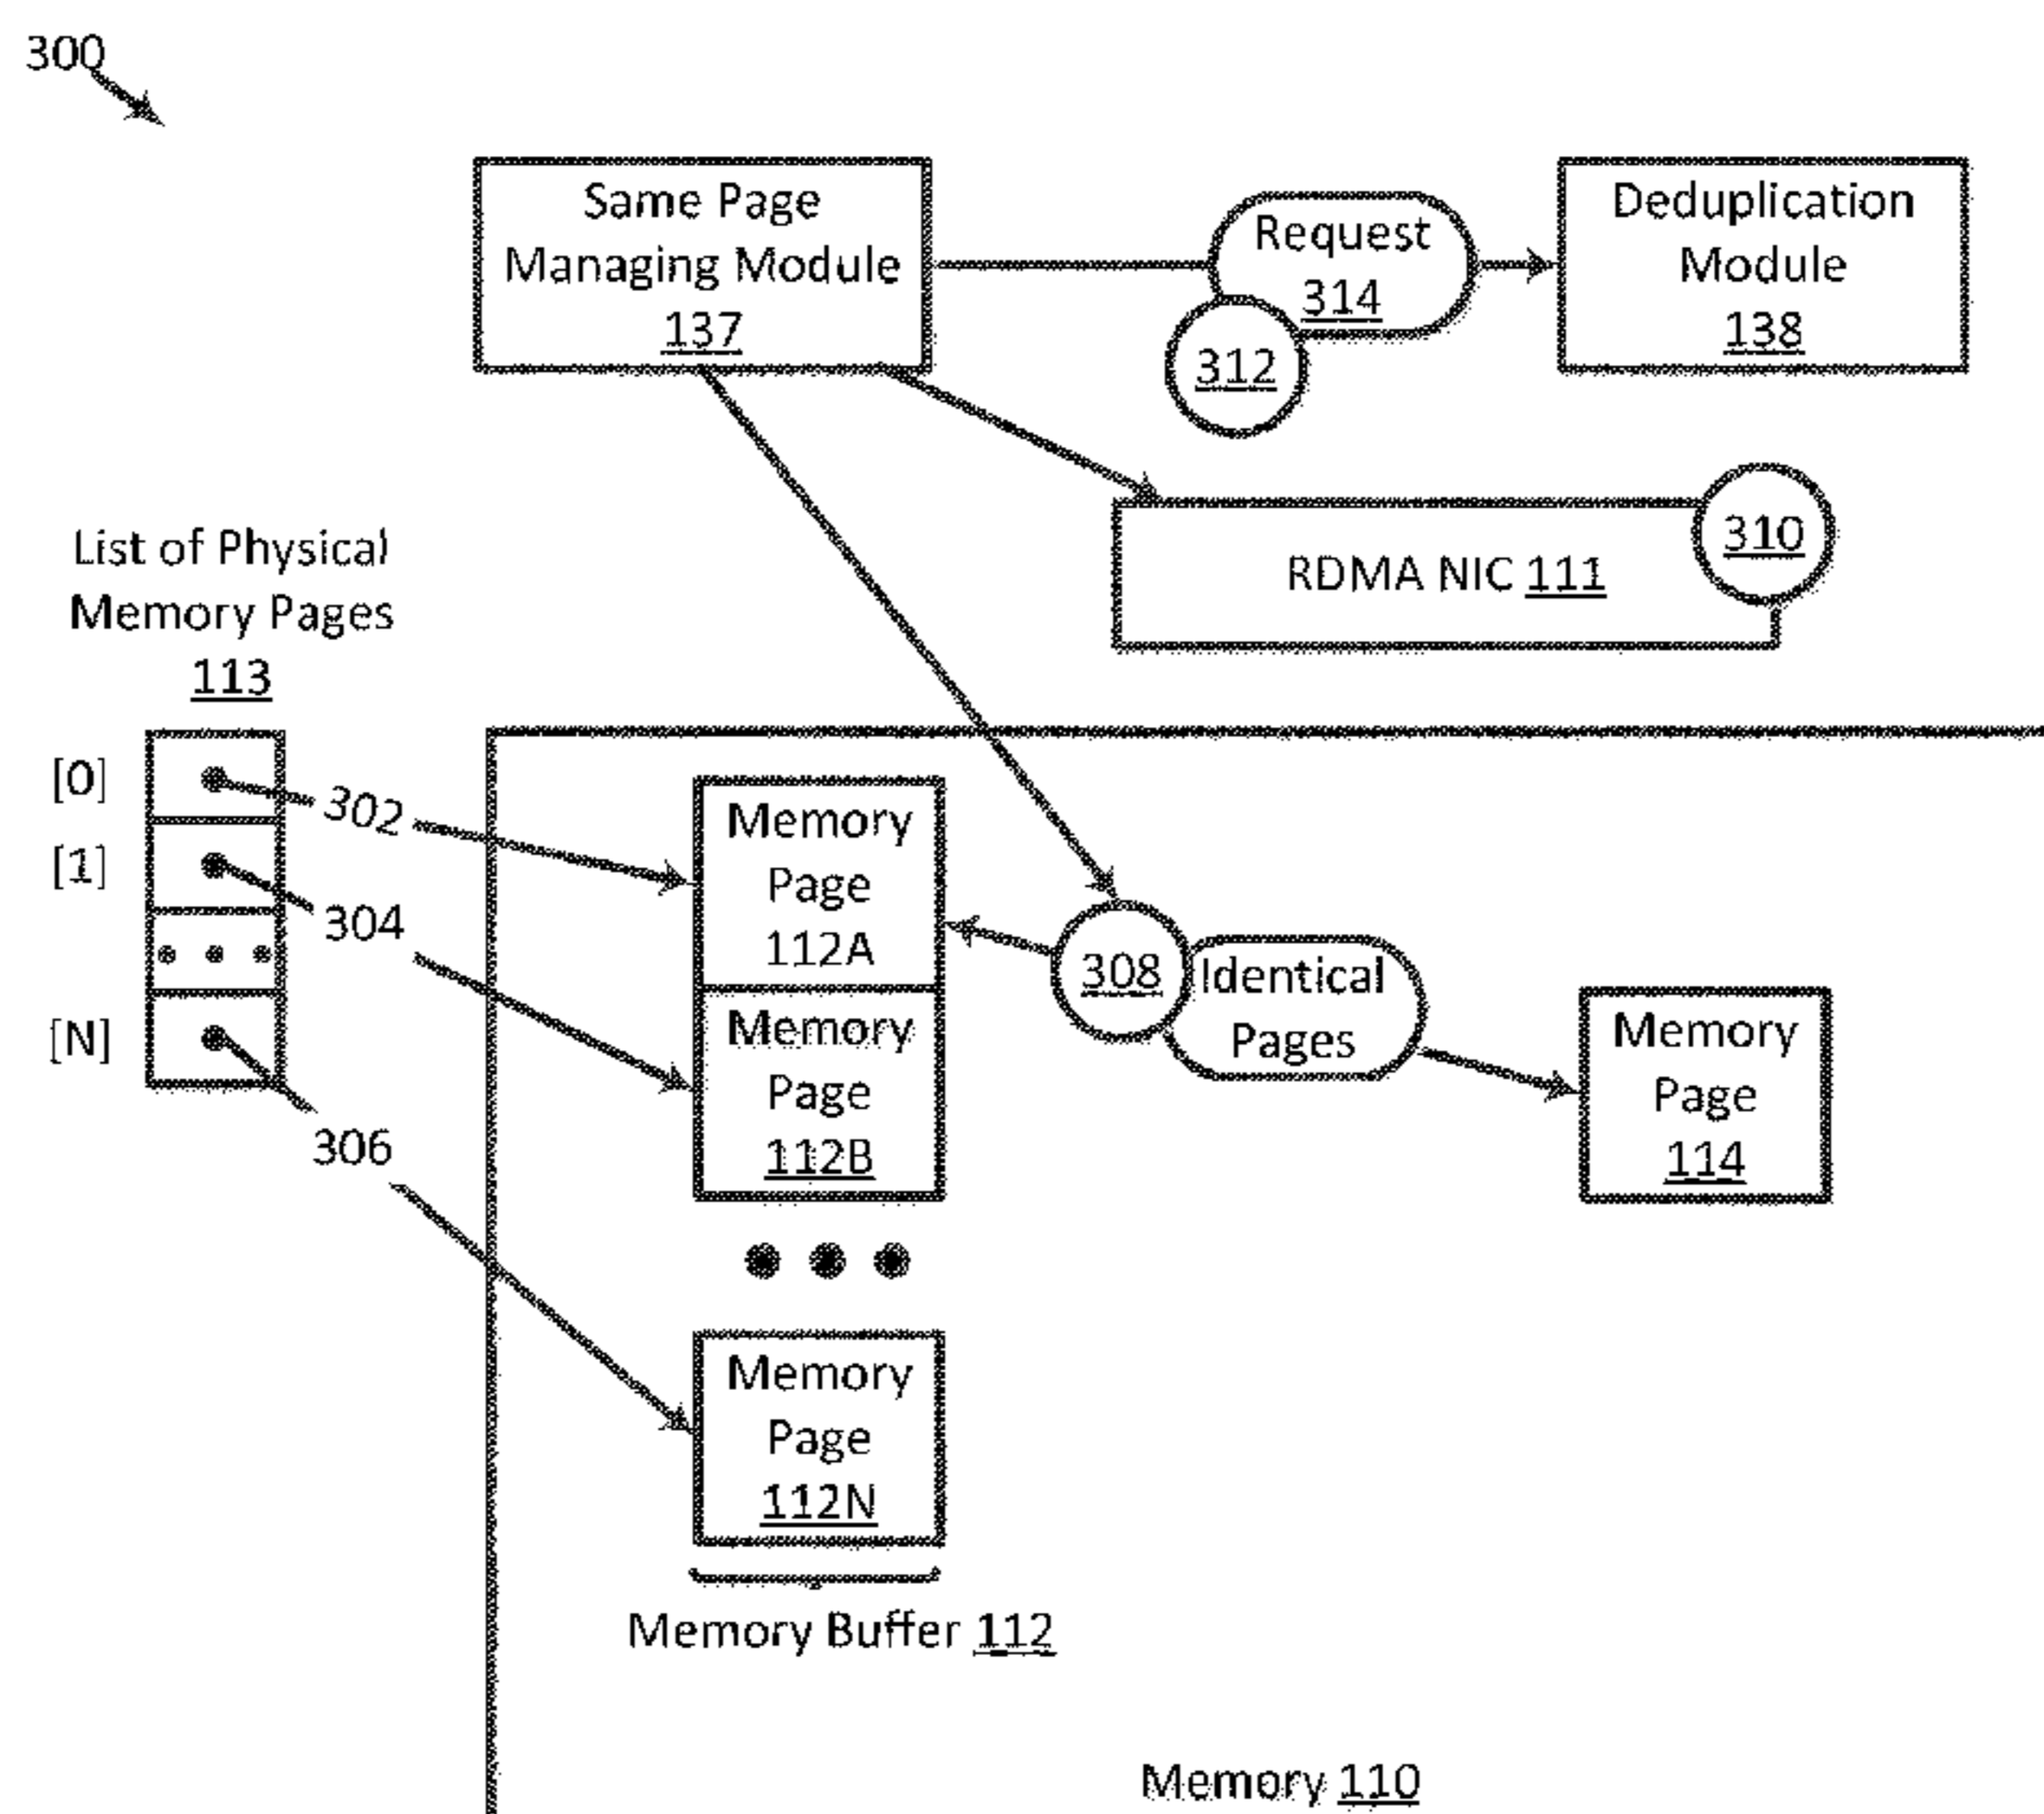 300
Same Page
Managing Module
137
Request
314
312
Deduplication
Module
138
RDMA NIC 111
310
List of Physical
Memory Pages
113
[0]
[1]
[N]
302
304
306
Memory
Page
112A
Memory
Page
112B
308
Identical
Pages
Memory
Page
114
Memory
Page
112N
Memory Buffer 112
Memory 110